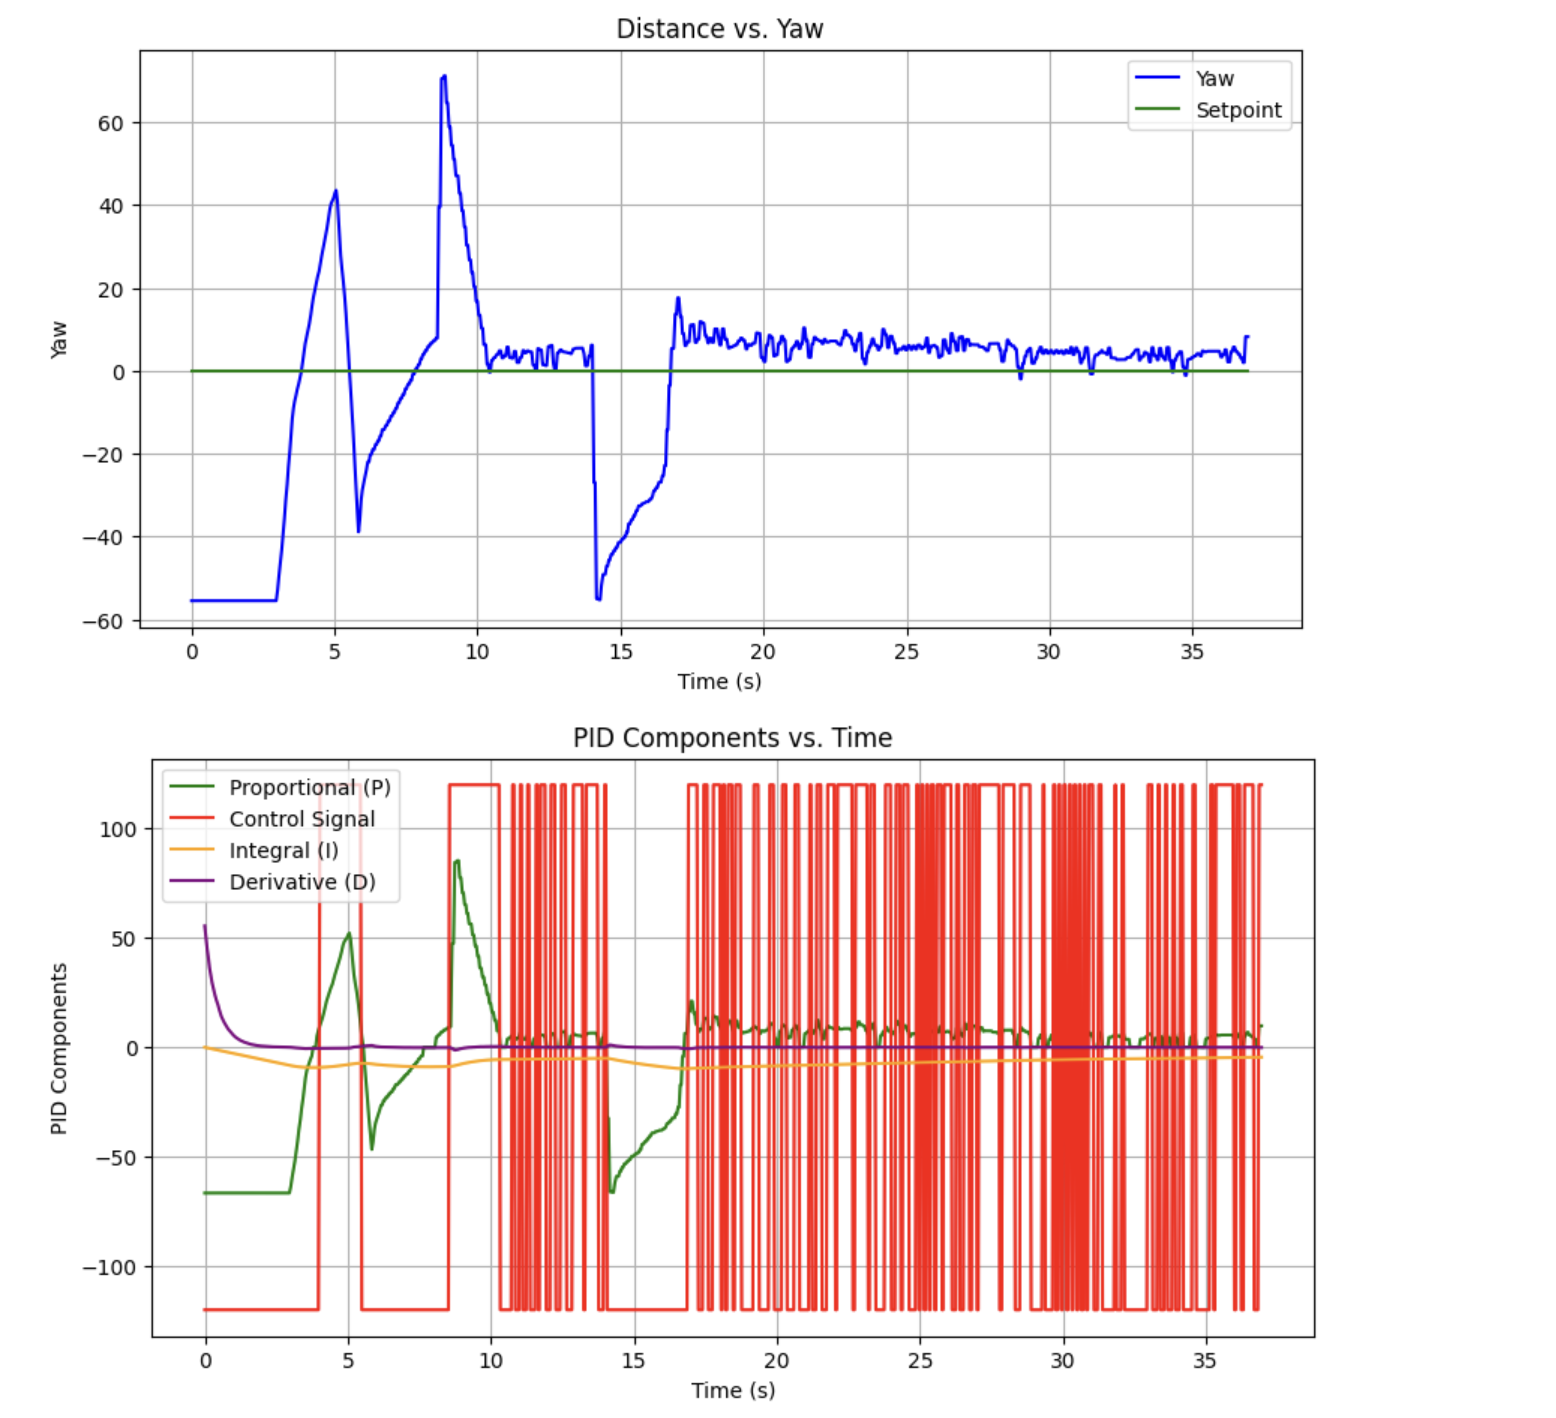 Distance vs. Yaw
Yaw
Setpoint
60
40
20
0
−20
−40
−60
Yaw
0 5 10 15 20 25 30 35
Time (s)
PID Components vs. Time
Proportional (P)
Control Signal
Integral (I)
Derivative (D)
100
50
0
−50
−100
PID Components
0 5 10 15 20 25 30 35
Time (s)